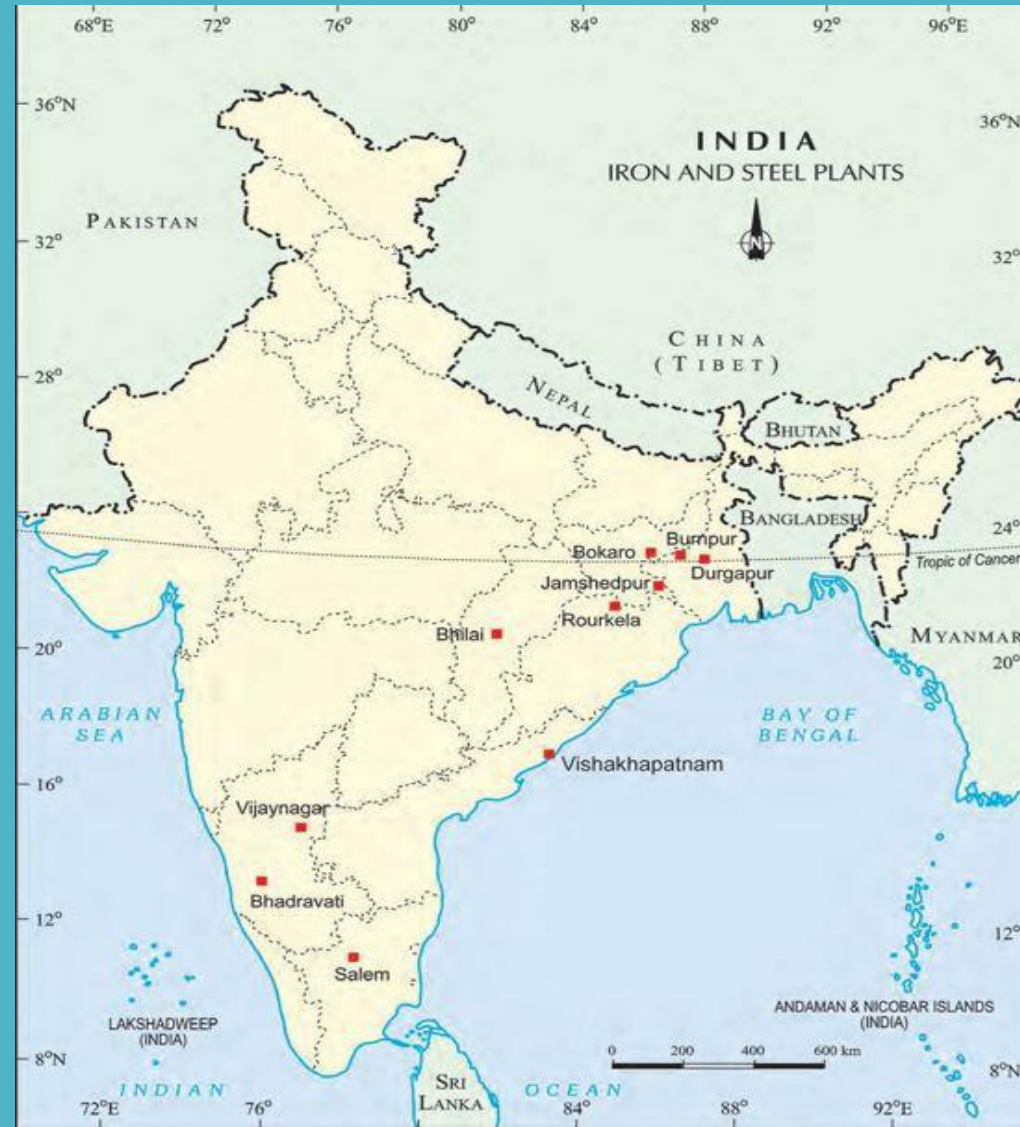 68°E 72° 76° 80° 84° 88° 92° 96°E
36°N
36°N
INDIA
IRON AND STEEL PLANTS
N
PAKISTAN
32°
32°
CHINA
(TIBET)
28°
NEPAL
BHUTAN
BANGLADESH
24°
Tropic of Cancer
Bokaro
Burnpur
Durgapur
Jamshedpur
Rourkela
Bhilai
MYANMAR
20°
20°
ARABIAN
SEA
BAY OF
BENGAL
Vishakhapatnam
16°
Vijaynagar
Bhadravati
12°
12°
Salem
LAKSHADWEEP
(INDIA)
ANDAMAN & NICOBAR ISLANDS
(INDIA)
0 200 400 600 km
8°N
8°N
INDIAN
SRI
LANKA
OCEAN
72°E 76° 84° 88° 92°E